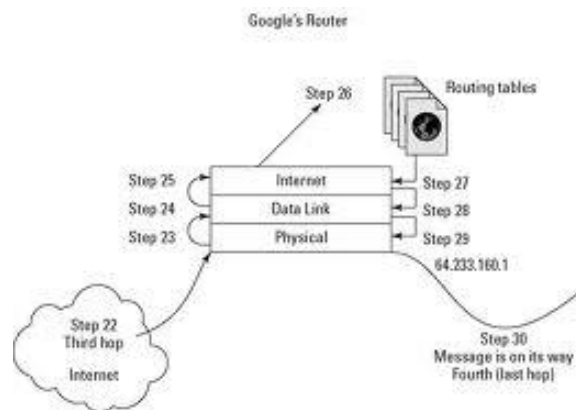 Google's Router
Step 26
Routing tables
Step 25
Internet
Step 27
Step 24
Data Link
Step 28
Step 23
Physical
Step 29
64.233.160.1
Step 22
Third hop
Internet
Step 30
Message is on its way
Fourth (last hop)